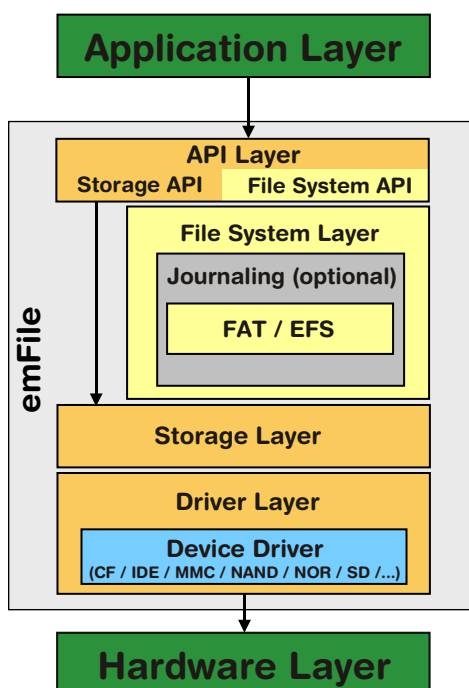 Application Layer
API Layer
Storage API
File System API
File System Layer
Journaling (optional)
FAT / EFS
emFile
Storage Layer
Driver Layer
Device Driver
(CF / IDE / MMC / NAND / NOR / SD /...)
Hardware Layer